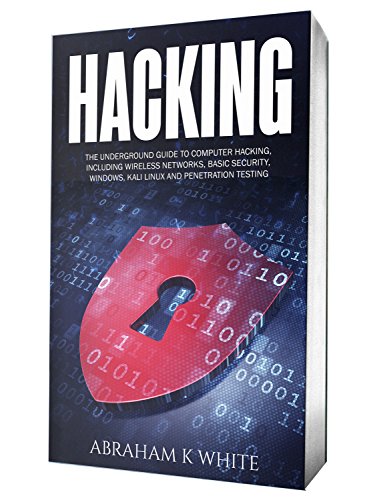 HACKING
THE UNDERGROUND GUIDE TO COMPUTER HACKING,
INCLUDING WIRELESS NETWORKS, BASIC SECURITY,
WINDOWS, KALI LINUX AND PENETRATION TESTING
ABRAHAM K WHITE